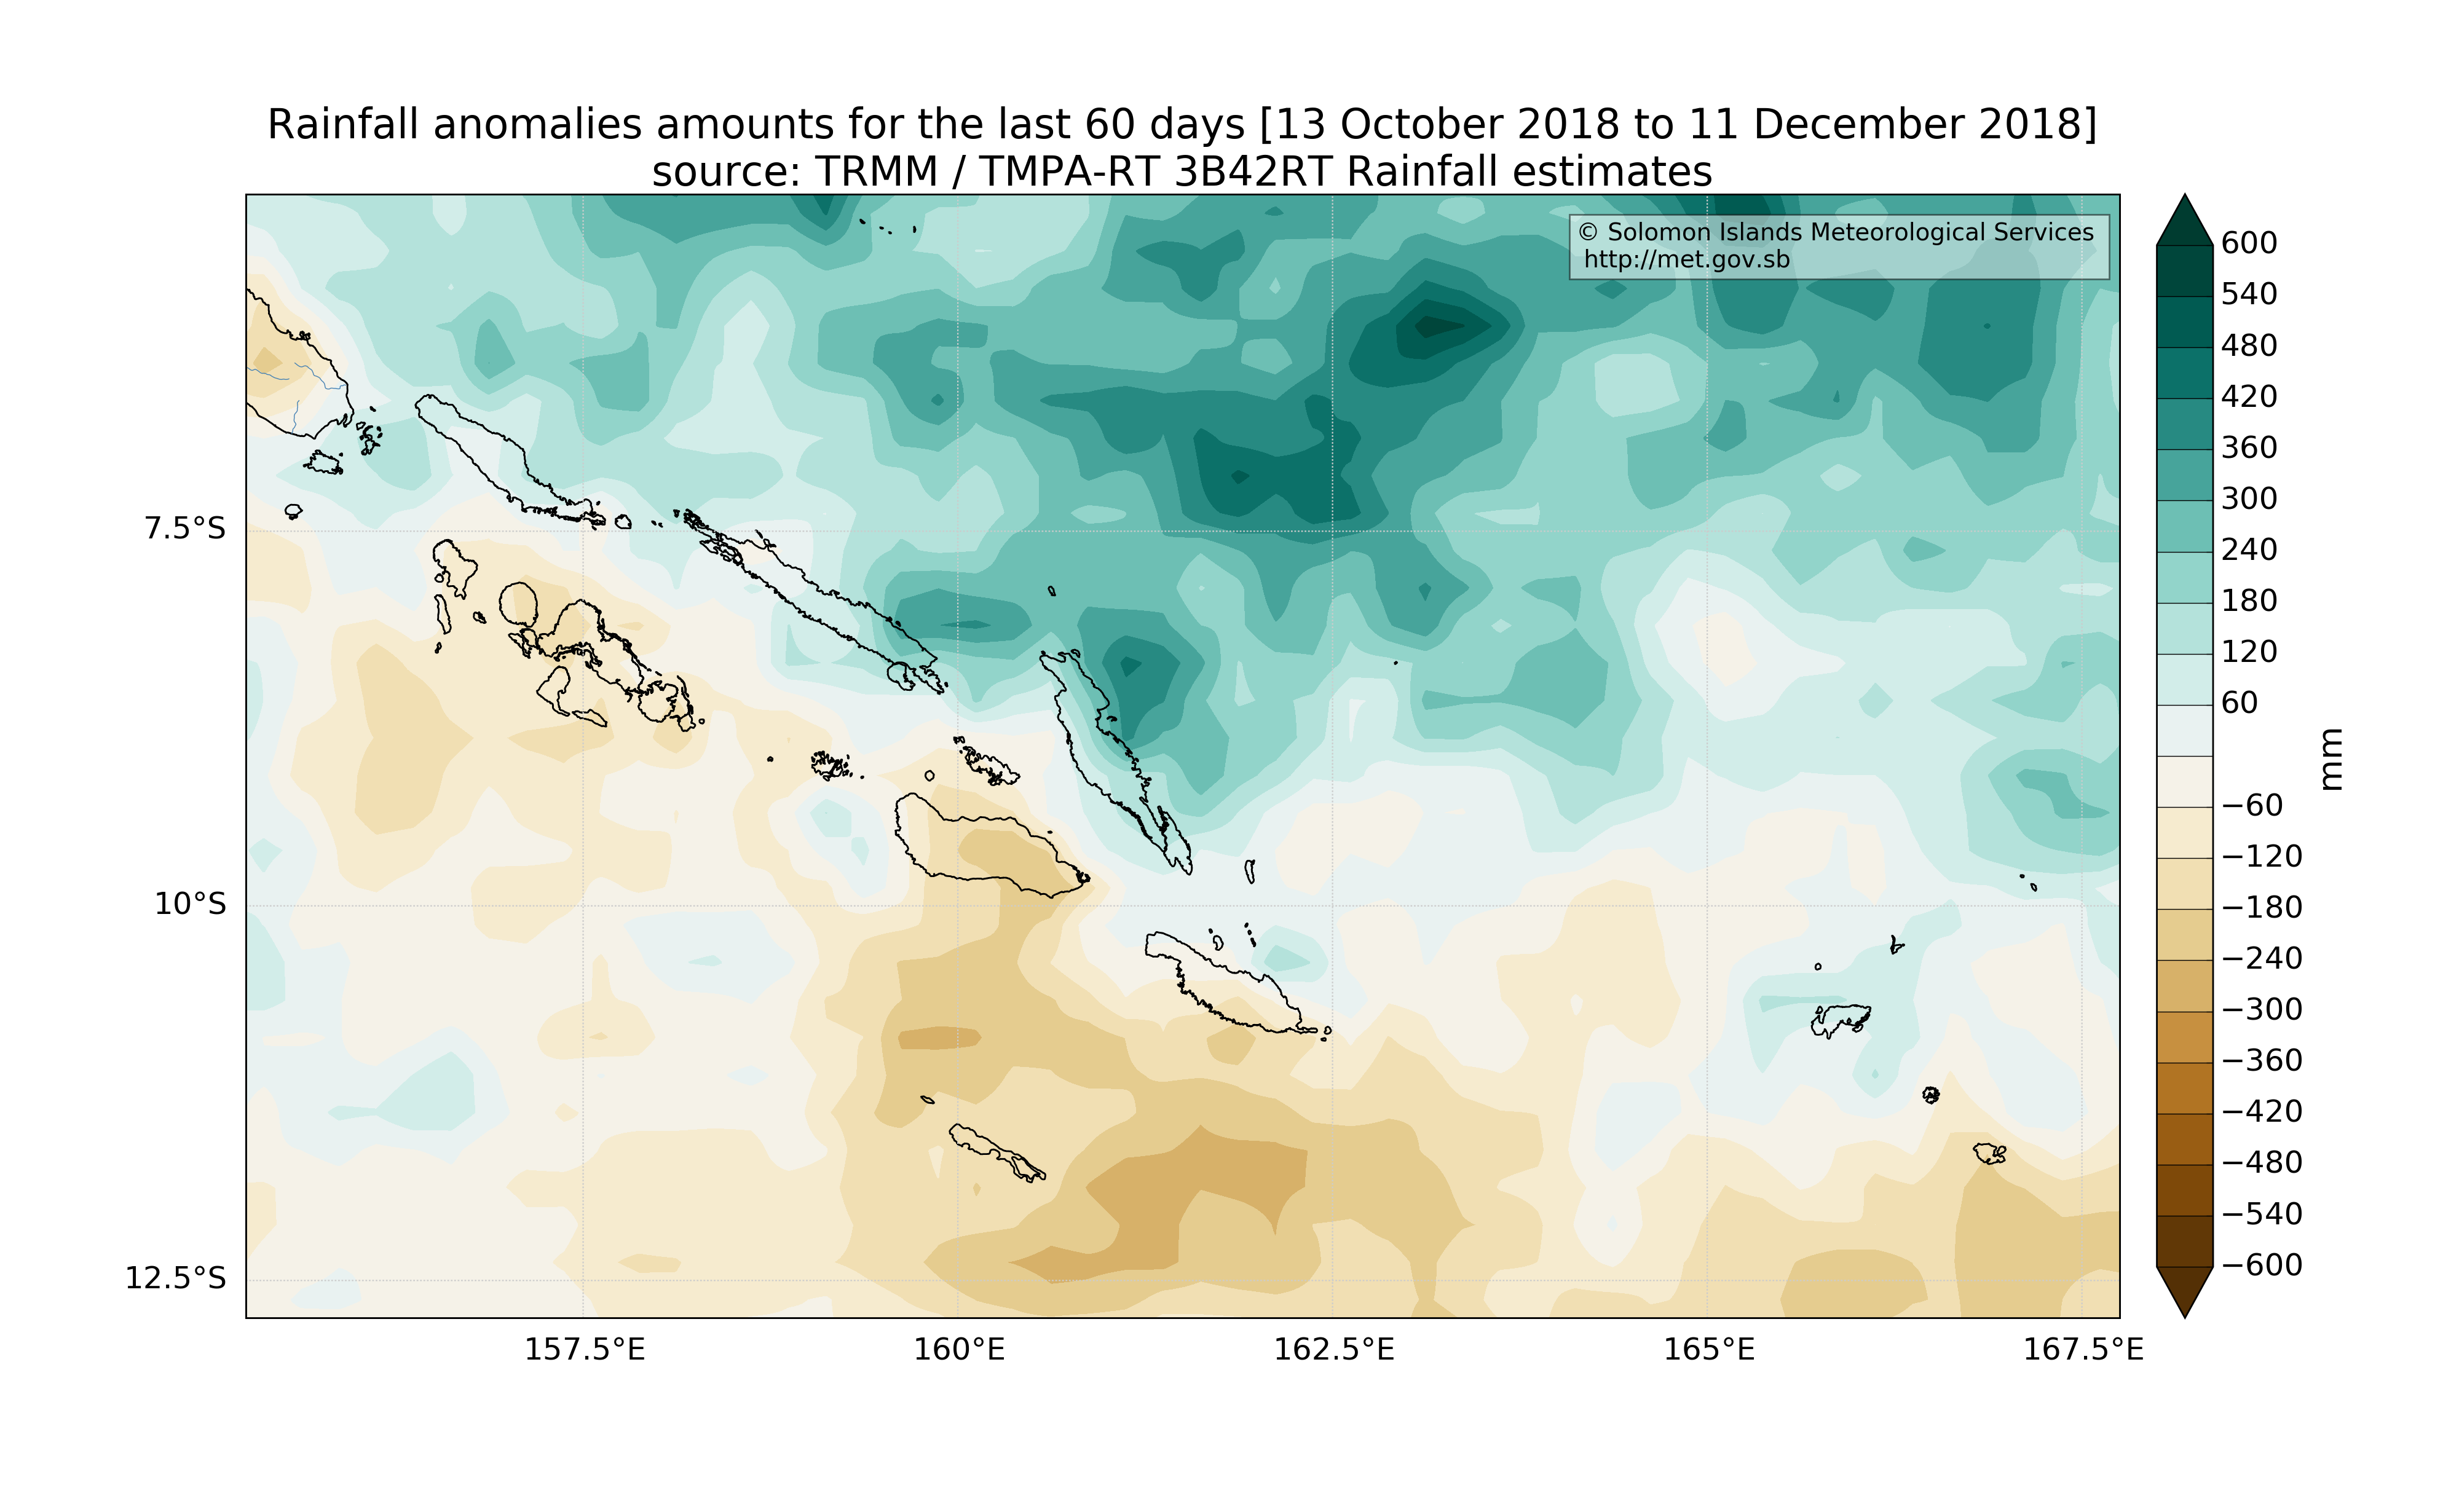 Rainfall anomalies amounts for the last 60 days [13 October 2018 to 11 December 2018]
source: TRMM / TMPA-RT 3B42RT Rainfall estimates
© Solomon Islands Meteorological Services
http://met.gov.sb
7.5°S
10°S
12.5°S
157.5°E
160°E
162.5°E
165°E
167.5°E
600
540
480
420
360
300
240
180
120
60
−60
−120
−180
−240
−300
−360
−420
−480
−540
−600
mm